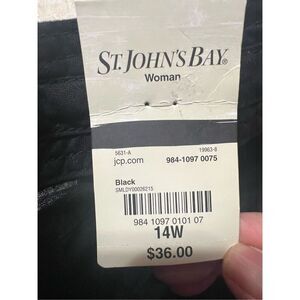 ST. JOHN'S BAY®
Woman
5631-A 19963-8
jcp.com 984-1097 0075
Black
SMLDY00026215
984 1097 0101 07
14W
$36.00